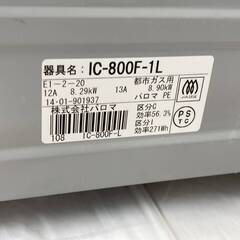 器具名: IC-800F-1L
E1-2-20 都市ガス用
12A 8.29kW 13A 8.90kW
14・01-901937 パロマ PE
株式会社パロマ 区分C
効率56.3%
区分I
効率271Wh
108 IC-800F-L
PS
TG